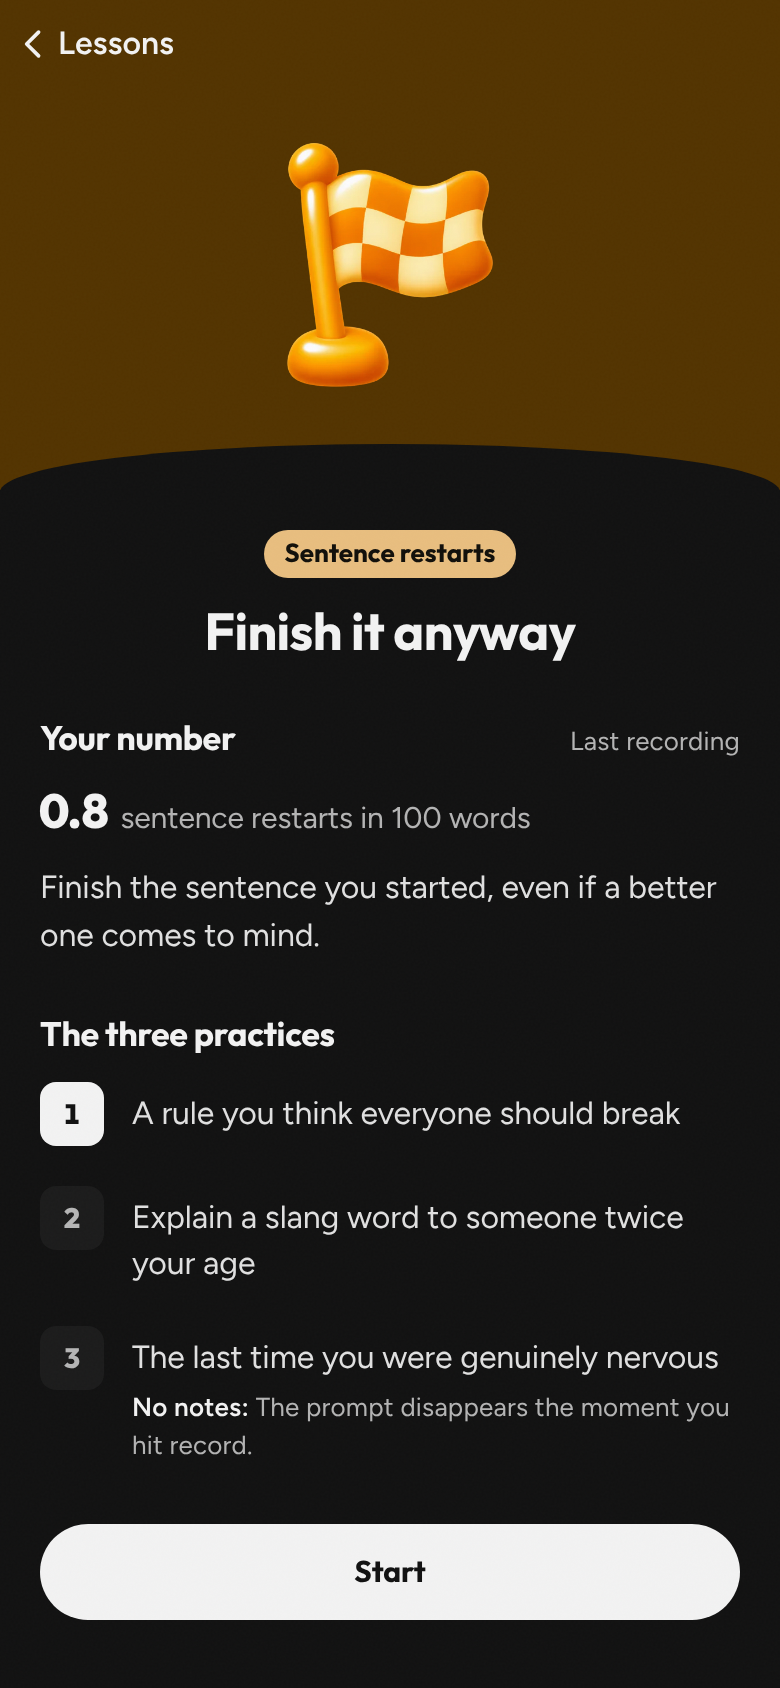 Lessons
Sentence restarts
Finish it anyway
Your number
Last recording
0.8 sentence restarts in 100 words
Finish the sentence you started, even if a better
one comes to mind.
The three practices
1 A rule you think everyone should break
2 Explain a slang word to someone twice
your age
3 The last time you were genuinely nervous
No notes: The prompt disappears the moment you
hit record.
Start